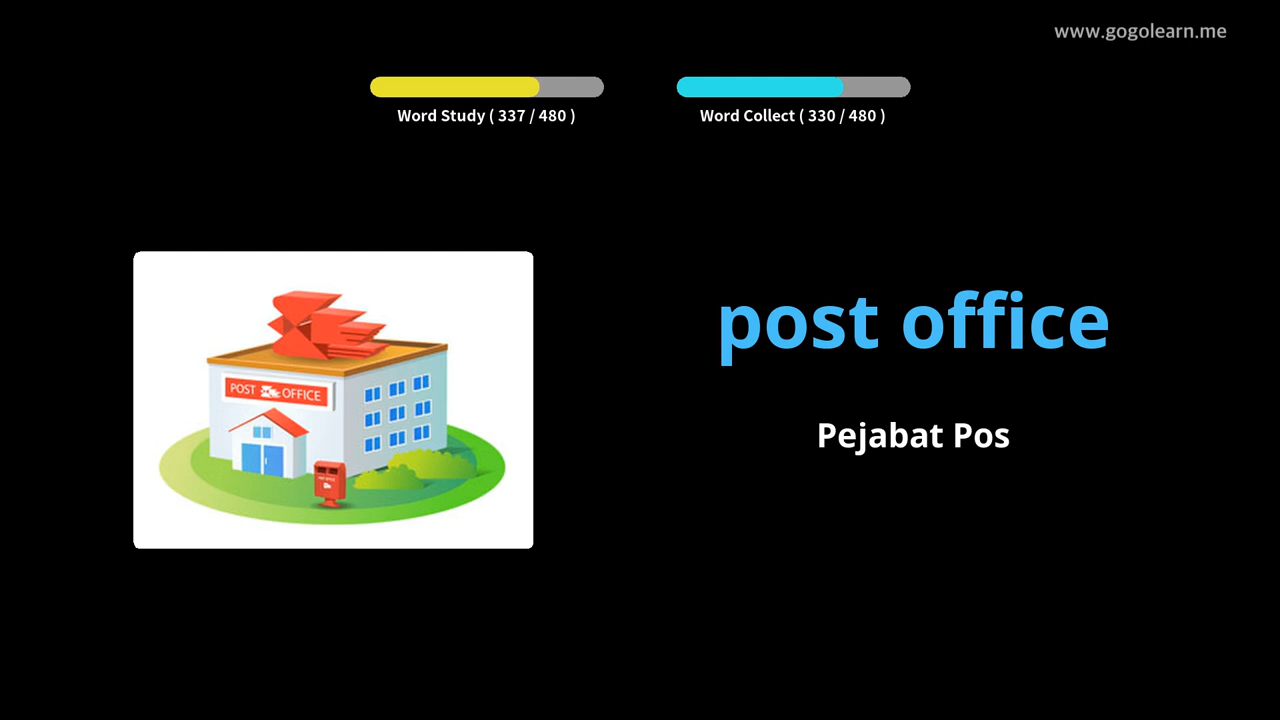 www.gogolearn.me
Word Study ( 337 / 480 )
Word Collect ( 330 / 480 )
post office
Pejabat Pos
POST OFFICE